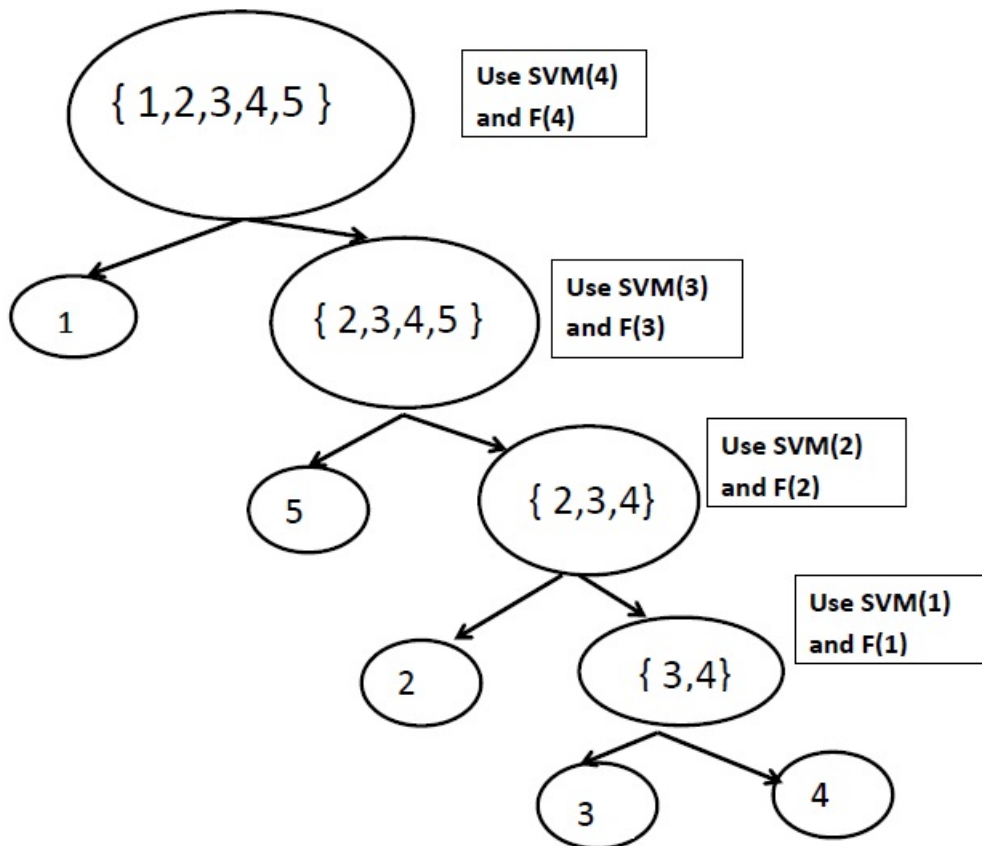 { 1,2,3,4,5 }
Use SVM(4)
and F(4)
1
{ 2,3,4,5 }
Use SVM(3)
and F(3)
5
{ 2,3,4}
Use SVM(2)
and F(2)
2
{ 3,4}
Use SVM(1)
and F(1)
3
4